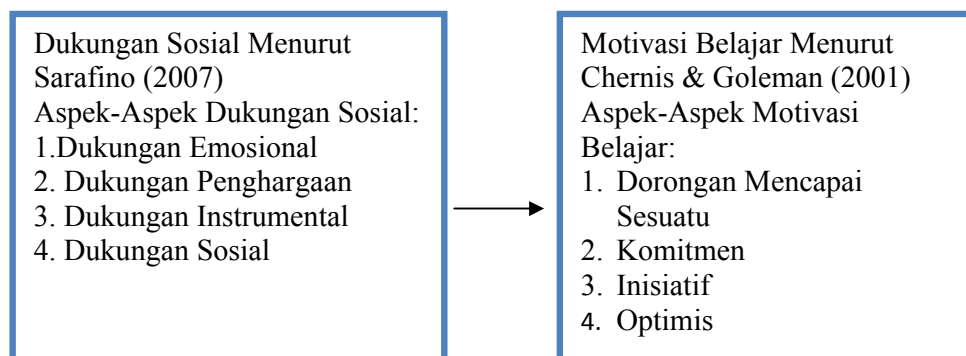 Dukungan Sosial Menurut
Sarafino (2007)
Aspek-Aspek Dukungan Sosial:
1.Dukungan Emosional
2. Dukungan Penghargaan
3. Dukungan Instrumental
4. Dukungan Sosial
Motivasi Belajar Menurut
Chernis & Goleman (2001)
Aspek-Aspek Motivasi
Belajar:
1. Dorongan Mencapai
Sesuatu
2. Komitmen
3. Inisiatif
4. Optimis